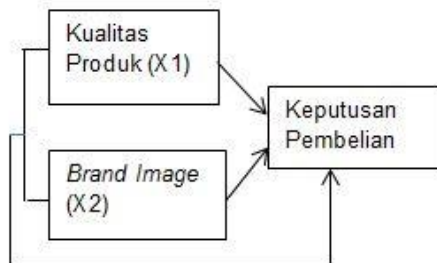 Kualitas
Produk (X1)
Keputusan
Pembelian
Brand Image
(X2)